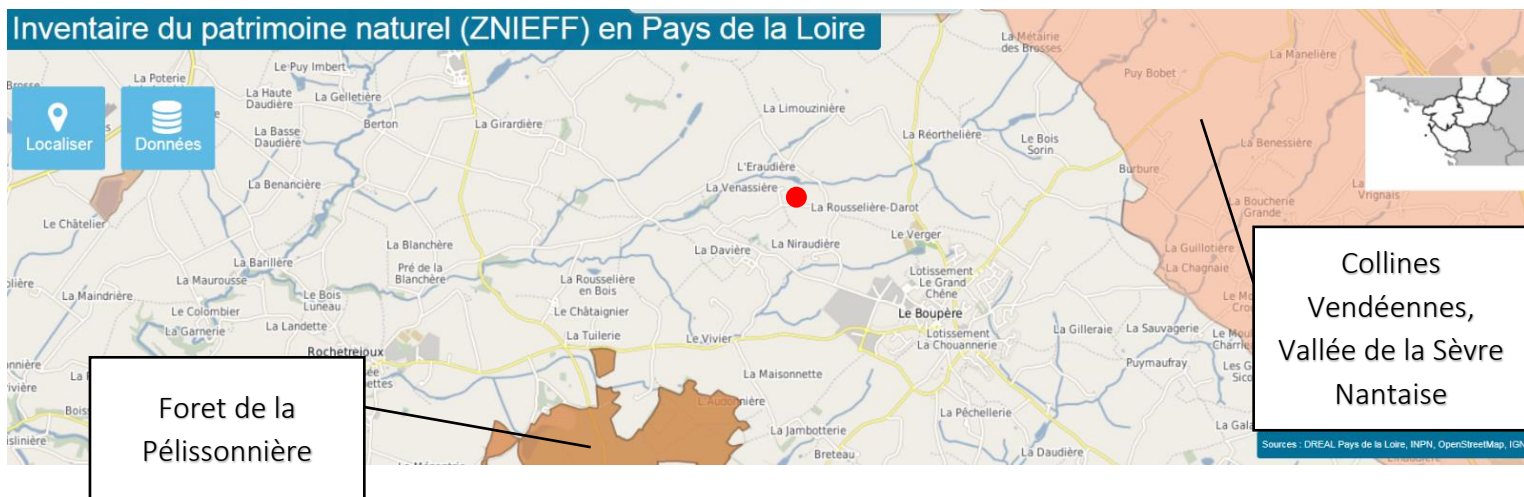 Inventaire du patrimoine naturel (ZNIEFF) en Pays de la Loire
Localiser
Données
La Métairie
des Brosses
La Manelière
Puy Bobet
Le Puy Imbert
La Poterie
La Haute
Daudière
La Gelletière
Berton
La Girardière
La Limouzinière
La Réorthelière
Le Bois
Sorin
La Basse
Daudière
La Benessière
L'Eraudière
Burbure
La Benancière
La Venassière
La Rousselière-Darot
La Boucherie
Grande
Vrignais
Le Châtelier
Le Verger
La Blanchère
La Davière
La Niraudière
La Guillotière
La Barillère
Pré de la
Blanchère
La Chagnaie
Lotissement
Le Grand
Chêne
La Maurousse
La Rousselière
en Bois
La Maindrière
Le Bois
Luneau
Le Colombier
Le Châtaignier
Le Boupère
La Garnerie
La Landette
La Tuilerie
Le Vivier
Lotissement
La Chouannerie
La Gilleraie
La Sauvagerie
Rochetrejoux
Puymaufray
La Maisonnette
L'Audonnière
La Péchellerie
La Jambotterie
Breteau
La Daudière
Collines
Vendéennes,
Vallée de la Sèvre
Nantaise
Foret de la
Pélissonnière
Sources : DREAL Pays de la Loire, INPN, OpenStreetMap, IGN